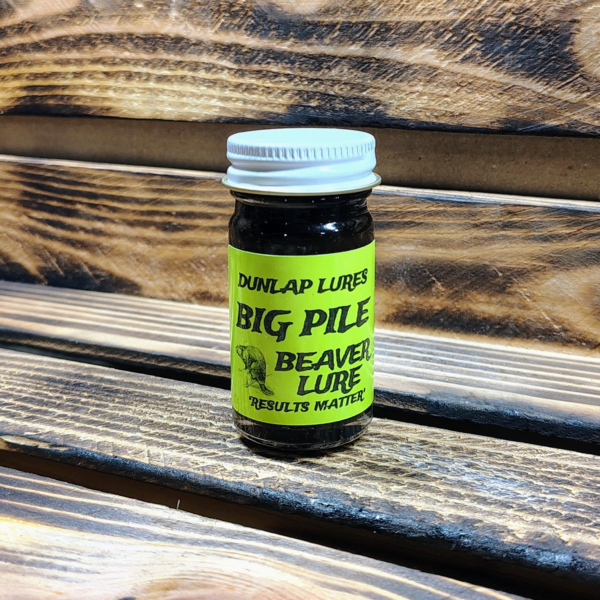 DUNLAP LURES
BIG PILE
BEAVER
LURE
"RESULTS MATTER"